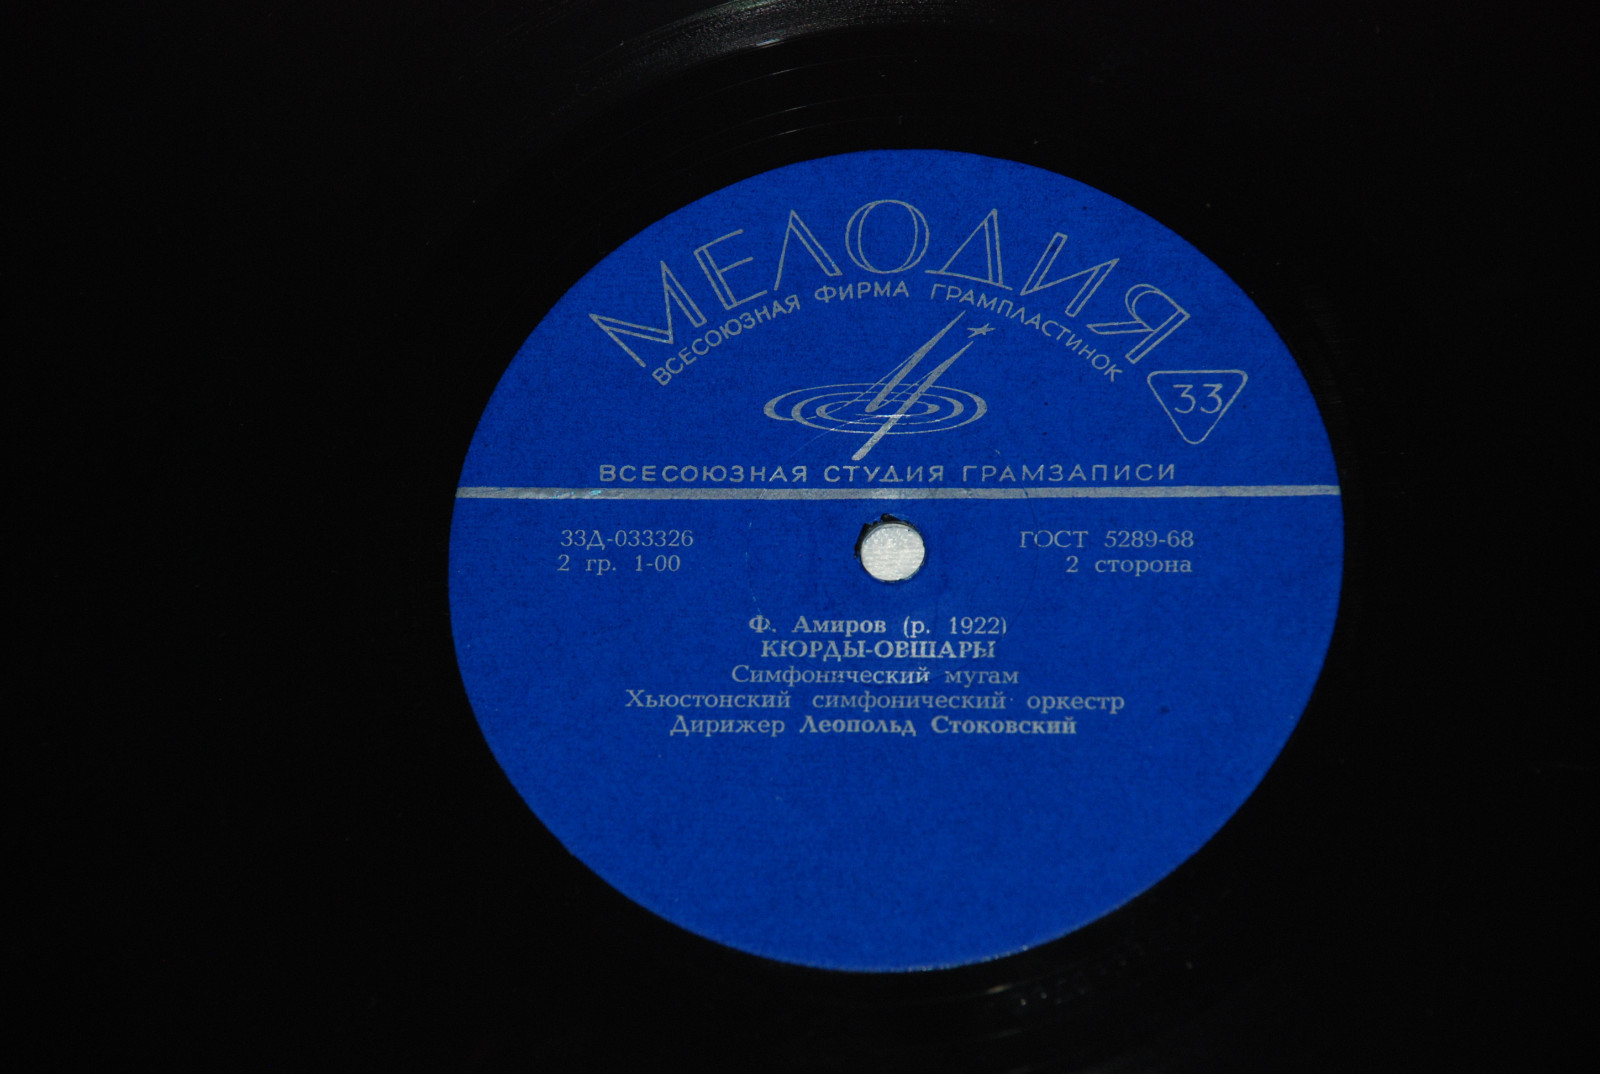 МЕЛОДИЯ
ВСЕСОЮЗНАЯ ФИРМА ГРАМПЛАСТИНОК
33
ВСЕСОЮЗНАЯ СТУДИЯ ГРАМЗАПИСИ
33Д-033326 ГОСТ 5289-68
2 гр. 1-00 2 сторона
Ф. Амиров (р. 1922)
КЮРДЫ-ОВШАРЫ
Симфонический мугам
Хьюстонский симфонический оркестр
Дирижер Леопольд Стоковский